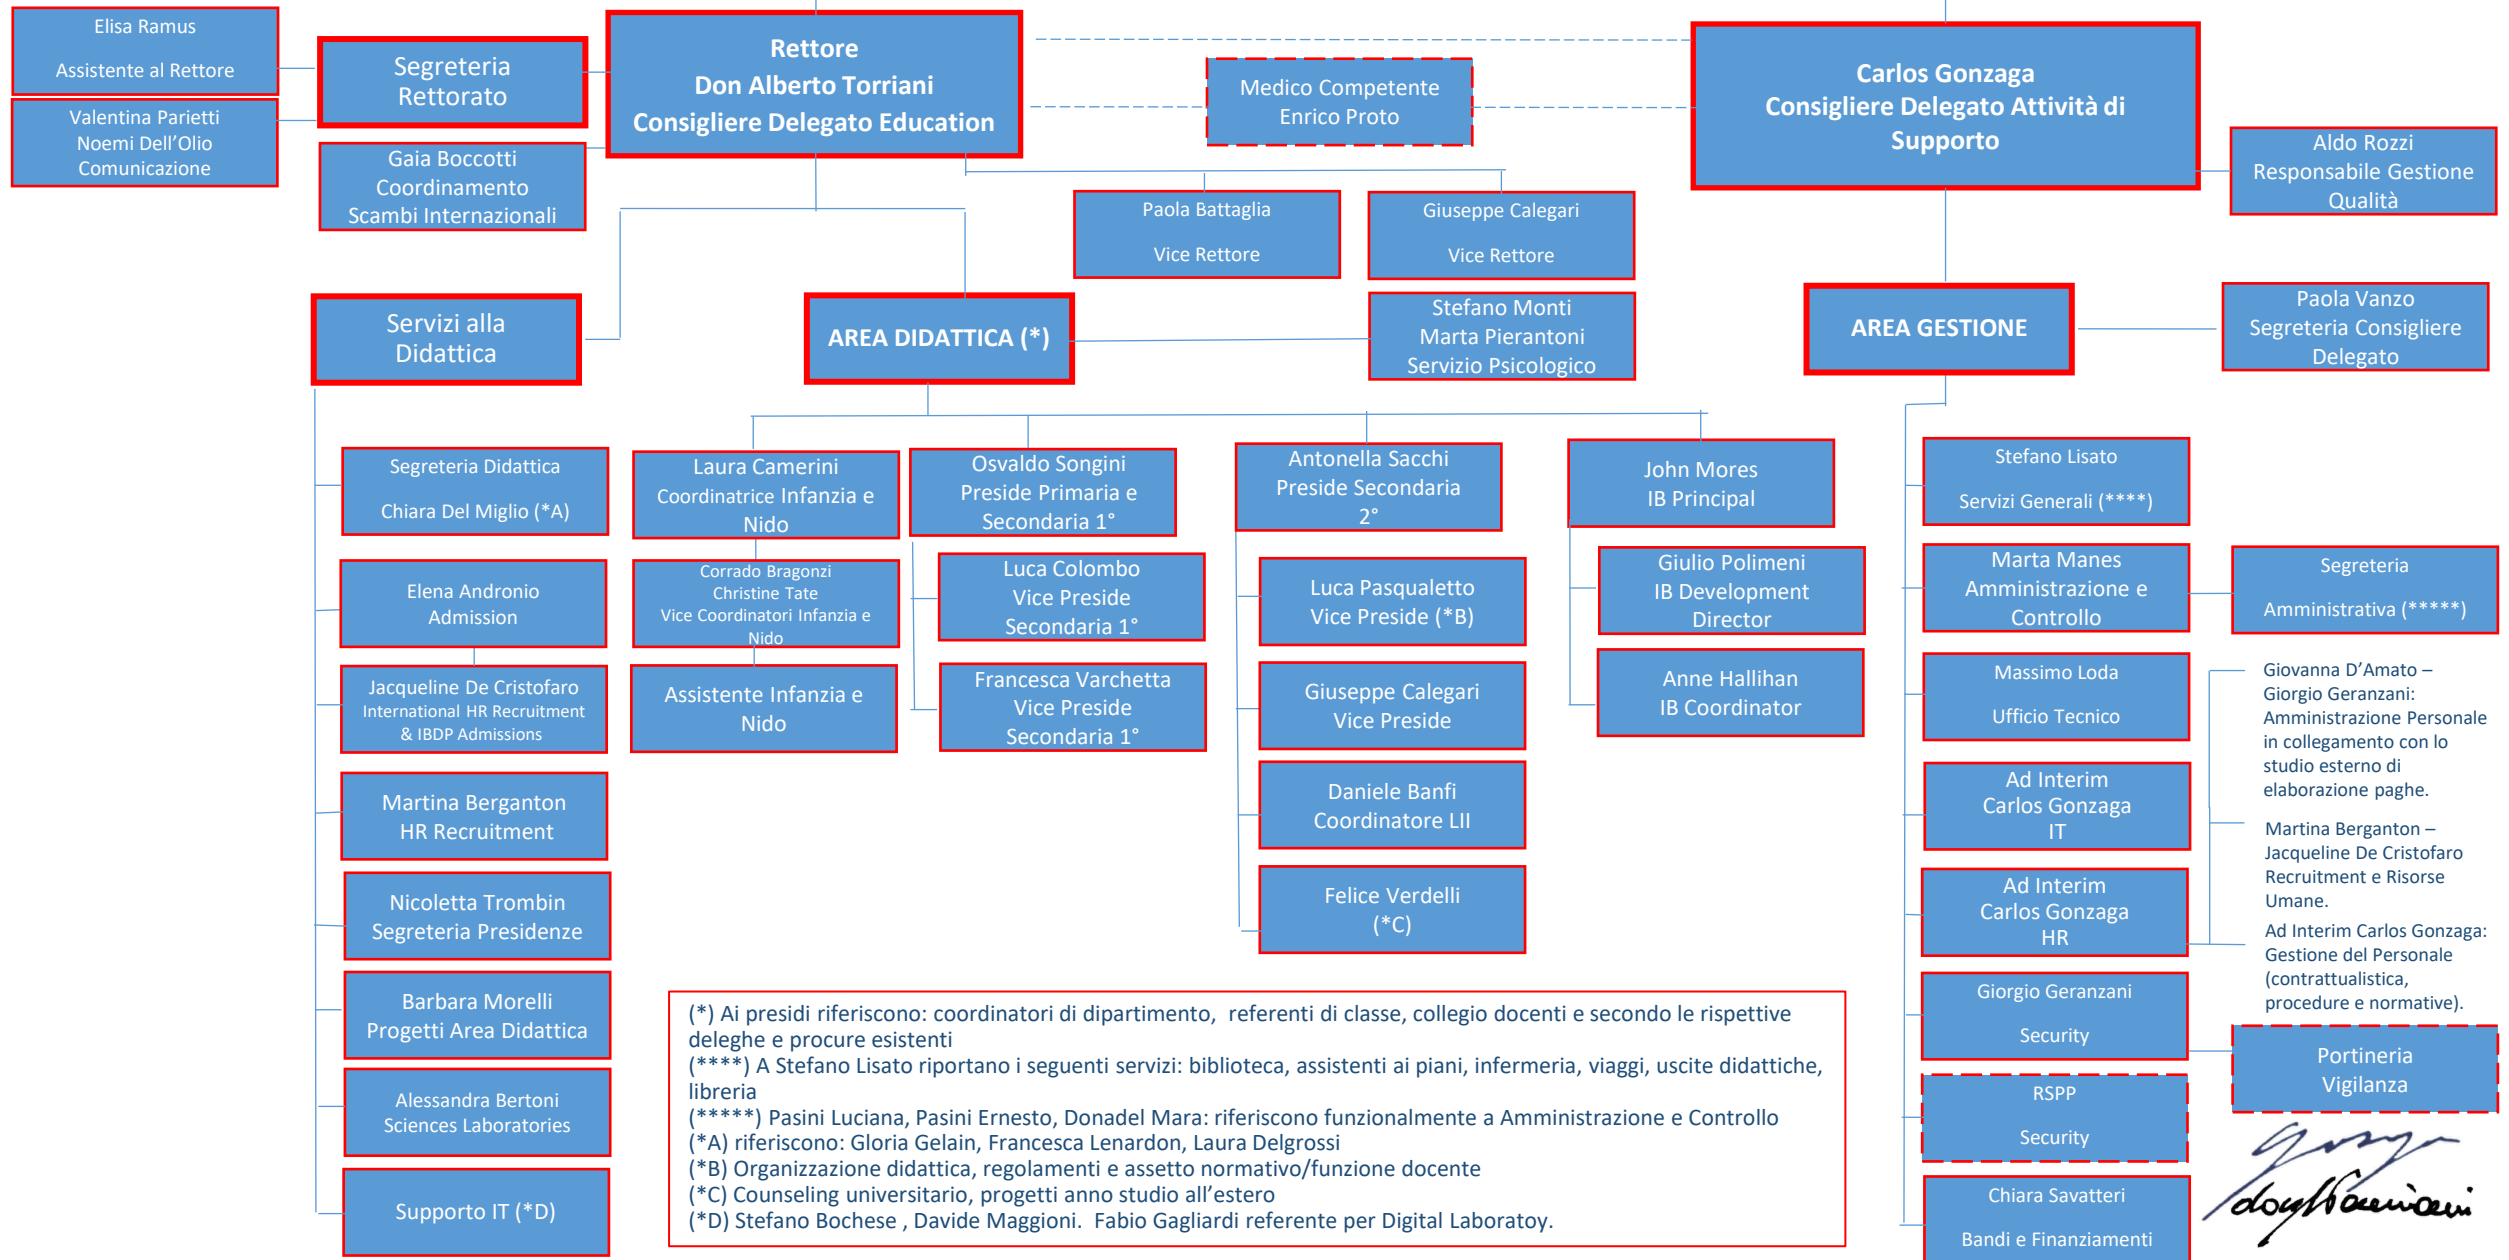 Elisa Ramus
Assistente al Rettore
Valentina Parietti
Noemi Dell'Olio
Comunicazione
Segreteria
Rettorato
Gaia Boccotti
Coordinamento
Scambi Internazionali
Rettore
Don Alberto Torriani
Consigliere Delegato Education
Medico Competente
Enrico Proto
Carlos Gonzaga
Consigliere Delegato Attività di
Supporto
Aldo Rozzi
Responsabile Gestione
Qualità
Paola Battaglia
Vice Rettore
Giuseppe Calegari
Vice Rettore
Servizi alla
Didattica
AREA DIDATTICA (*)
Stefano Monti
Marta Pierantoni
Servizio Psicologico
AREA GESTIONE
Paola Vanzo
Segreteria Consigliere
Delegato
Segreteria Didattica
Chiara Del Miglio (*A)
Elena Andronio
Admission
Jacqueline De Cristofaro
International HR Recruitment
& IBDP Admissions
Martina Berganton
HR Recruitment
Nicoletta Trombin
Segreteria Presidenze
Barbara Morelli
Progetti Area Didattica
Alessandra Bertoni
Sciences Laboratories
Supporto IT (*D)
Laura Camerini
Coordinatrice Infanzia e
Nido
Corrado Bragonzi
Christine Tate
Vice Coordinatori Infanzia e
Nido
Assistente Infanzia e
Nido
Osvaldo Songini
Preside Primaria e
Secondaria 1°
Luca Colombo
Vice Preside
Secondaria 1°
Francesca Varchetta
Vice Preside
Secondaria 1°
Antonella Sacchi
Preside Secondaria
2°
Luca Pasqualetto
Vice Preside (*B)
Giuseppe Calegari
Vice Preside
Daniele Banfi
Coordinatore LII
Felice Verdelli
(*C)
John Mores
IB Principal
Giulio Polimeni
IB Development
Director
Anne Hallihan
IB Coordinator
Stefano Lisato
Servizi Generali (****)
Marta Manes
Amministrazione e
Controllo
Segreteria
Amministrativa (*****)
Massimo Loda
Ufficio Tecnico
Ad Interim
Carlos Gonzaga
IT
Ad Interim
Carlos Gonzaga
HR
Giovanna D'Amato –
Giorgio Geranzani:
Amministrazione Personale
in collegamento con lo
studio esterno di
elaborazione paghe.
Martina Berganton –
Jacqueline De Cristofaro
Recruitment e Risorse
Umane.
Ad Interim Carlos Gonzaga:
Gestione del Personale
(contrattualistica,
procedure e normative).
Giorgio Geranzani
Security
Portineria
Vigilanza
RSPP
Security
Chiara Savatteri
Bandi e Finanziamenti
(*) Ai presidi riferiscono: coordinatori di dipartimento, referenti di classe, collegio docenti e secondo le rispettive
deleghe e procure esistenti
(****) A Stefano Lisato riportano i seguenti servizi: biblioteca, assistenti ai piani, infermeria, viaggi, uscite didattiche,
libreria
(*****) Pasini Luciana, Pasini Ernesto, Donadel Mara: riferiscono funzionalmente a Amministrazione e Controllo
(*A) riferiscono: Gloria Gelain, Francesca Lenardon, Laura Delgrossi
(*B) Organizzazione didattica, regolamenti e assetto normativo/funzione docente
(*C) Counseling universitario, progetti anno studio all'estero
(*D) Stefano Bochese , Davide Maggioni. Fabio Gagliardi referente per Digital Laboratoy.